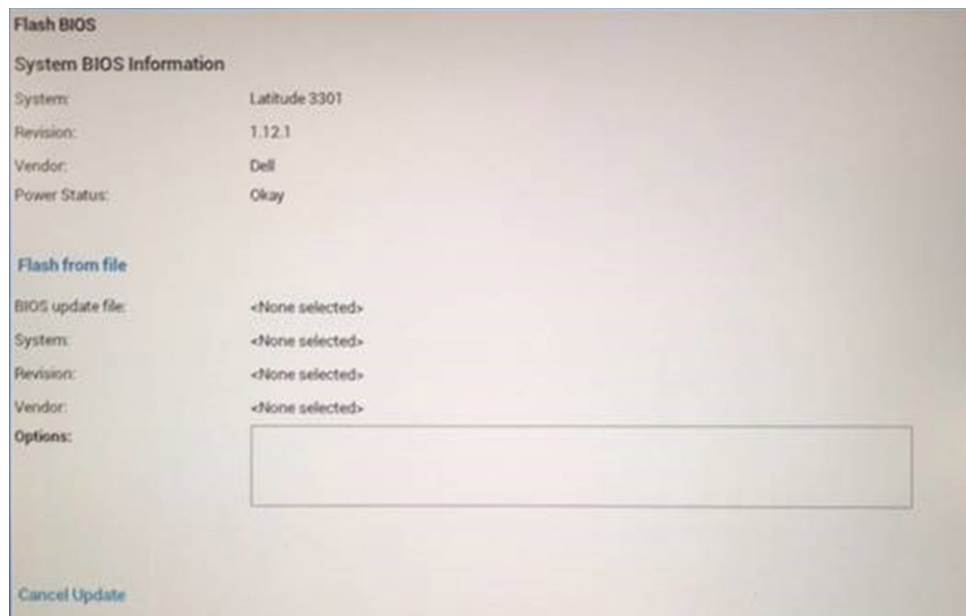 Flash BIOS
System BIOS Information
System: Latitude 3301
Revision: 1.12.1
Vendor: Dell
Power Status: Okay
Flash from file
BIOS update file: <None selected>
System: <None selected>
Revision: <None selected>
Vendor: <None selected>
Options:
Cancel Update